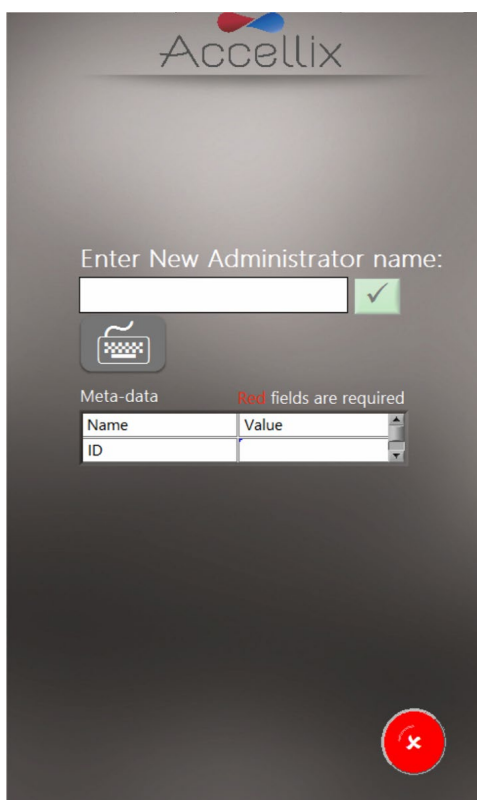 Accellix
Enter New Administrator name:
Meta-data Red fields are required
Name Value
ID